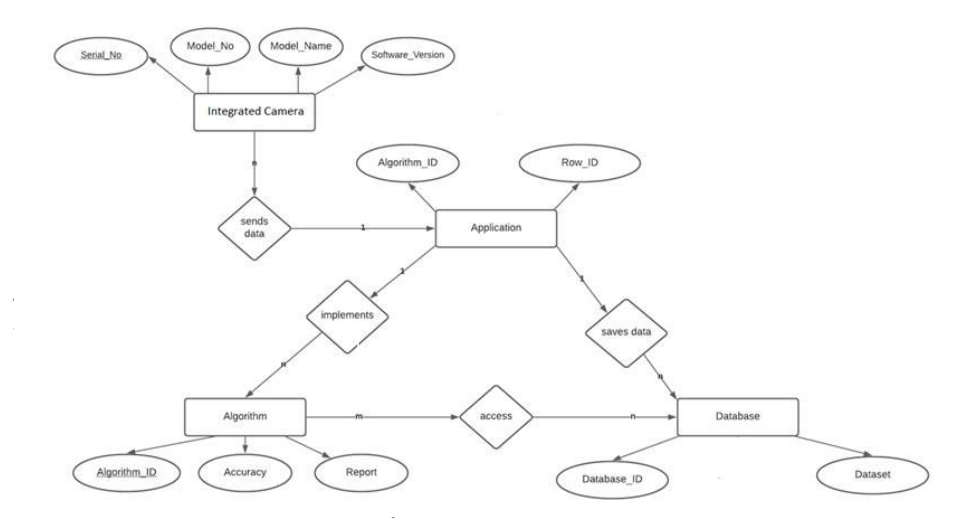 Serial_No
Model_No
Model_Name
Software_Version
Integrated Camera
n
Algorithm_ID
Row_ID
sends
data
1
Application
1
1
implements
saves data
n
n
Algorithm
m
access
n
Database
Algorithm_ID
Accuracy
Report
Database_ID
Dataset